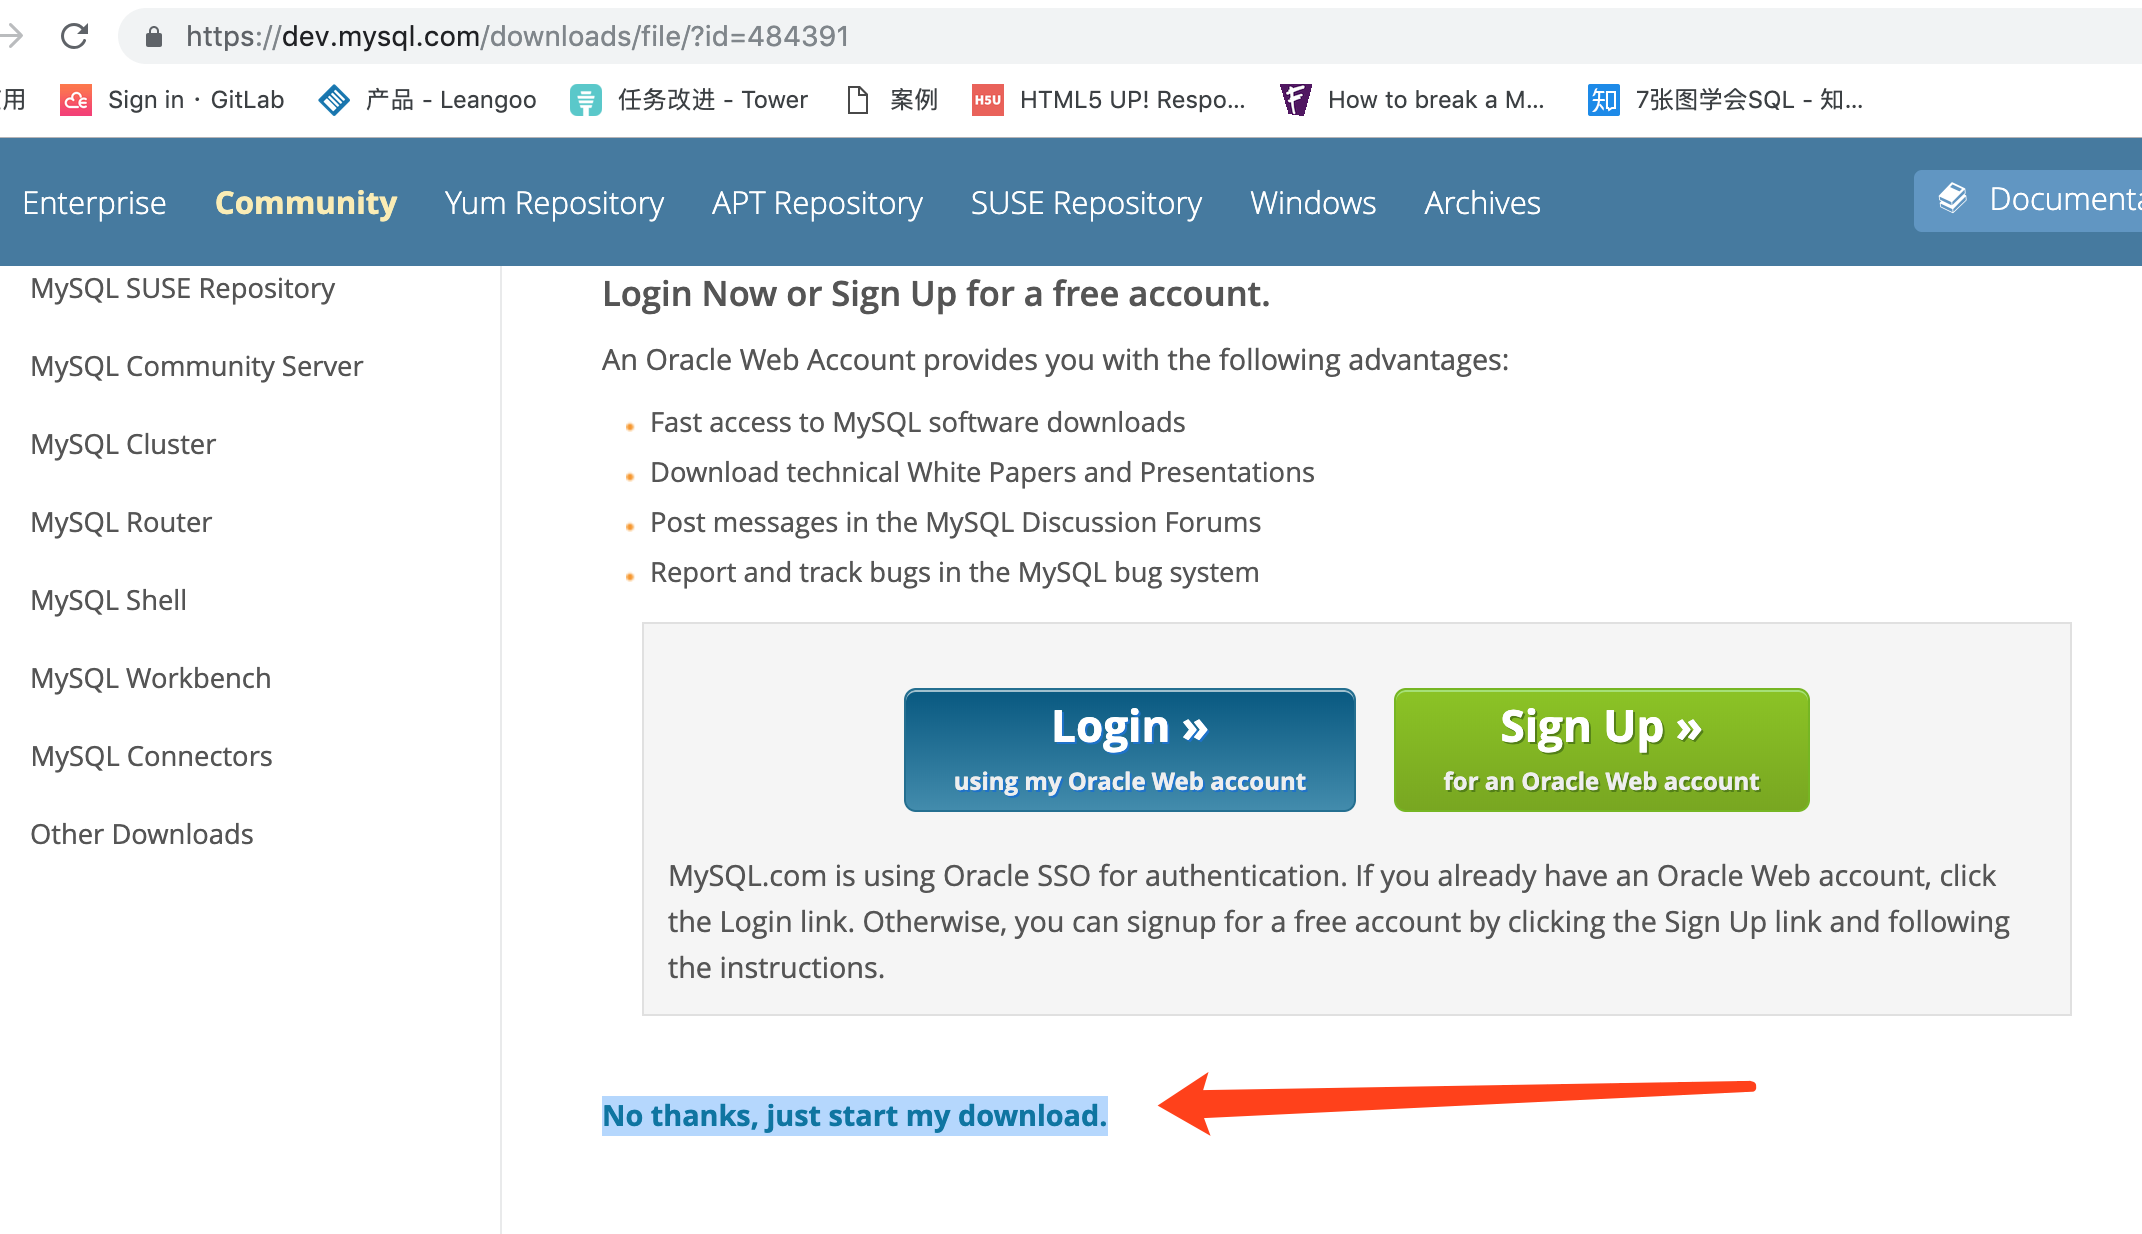 https://dev.mysql.com/downloads/file/?id=484391
用 Sign in · GitLab 产品 - Leangoo 任务改进 - Tower 案例 H5U HTML5 UP! Respo... How to break a M... 知 7张图学会SQL - 知...
Enterprise Community Yum Repository APT Repository SUSE Repository Windows Archives Documenta
MySQL SUSE Repository
MySQL Community Server
MySQL Cluster
MySQL Router
MySQL Shell
MySQL Workbench
MySQL Connectors
Other Downloads
Login Now or Sign Up for a free account.
An Oracle Web Account provides you with the following advantages:
Fast access to MySQL software downloads
Download technical White Papers and Presentations
Post messages in the MySQL Discussion Forums
Report and track bugs in the MySQL bug system
Login »
using my Oracle Web account
Sign Up »
for an Oracle Web account
MySQL.com is using Oracle SSO for authentication. If you already have an Oracle Web account, click
the Login link. Otherwise, you can signup for a free account by clicking the Sign Up link and following
the instructions.
No thanks, just start my download.